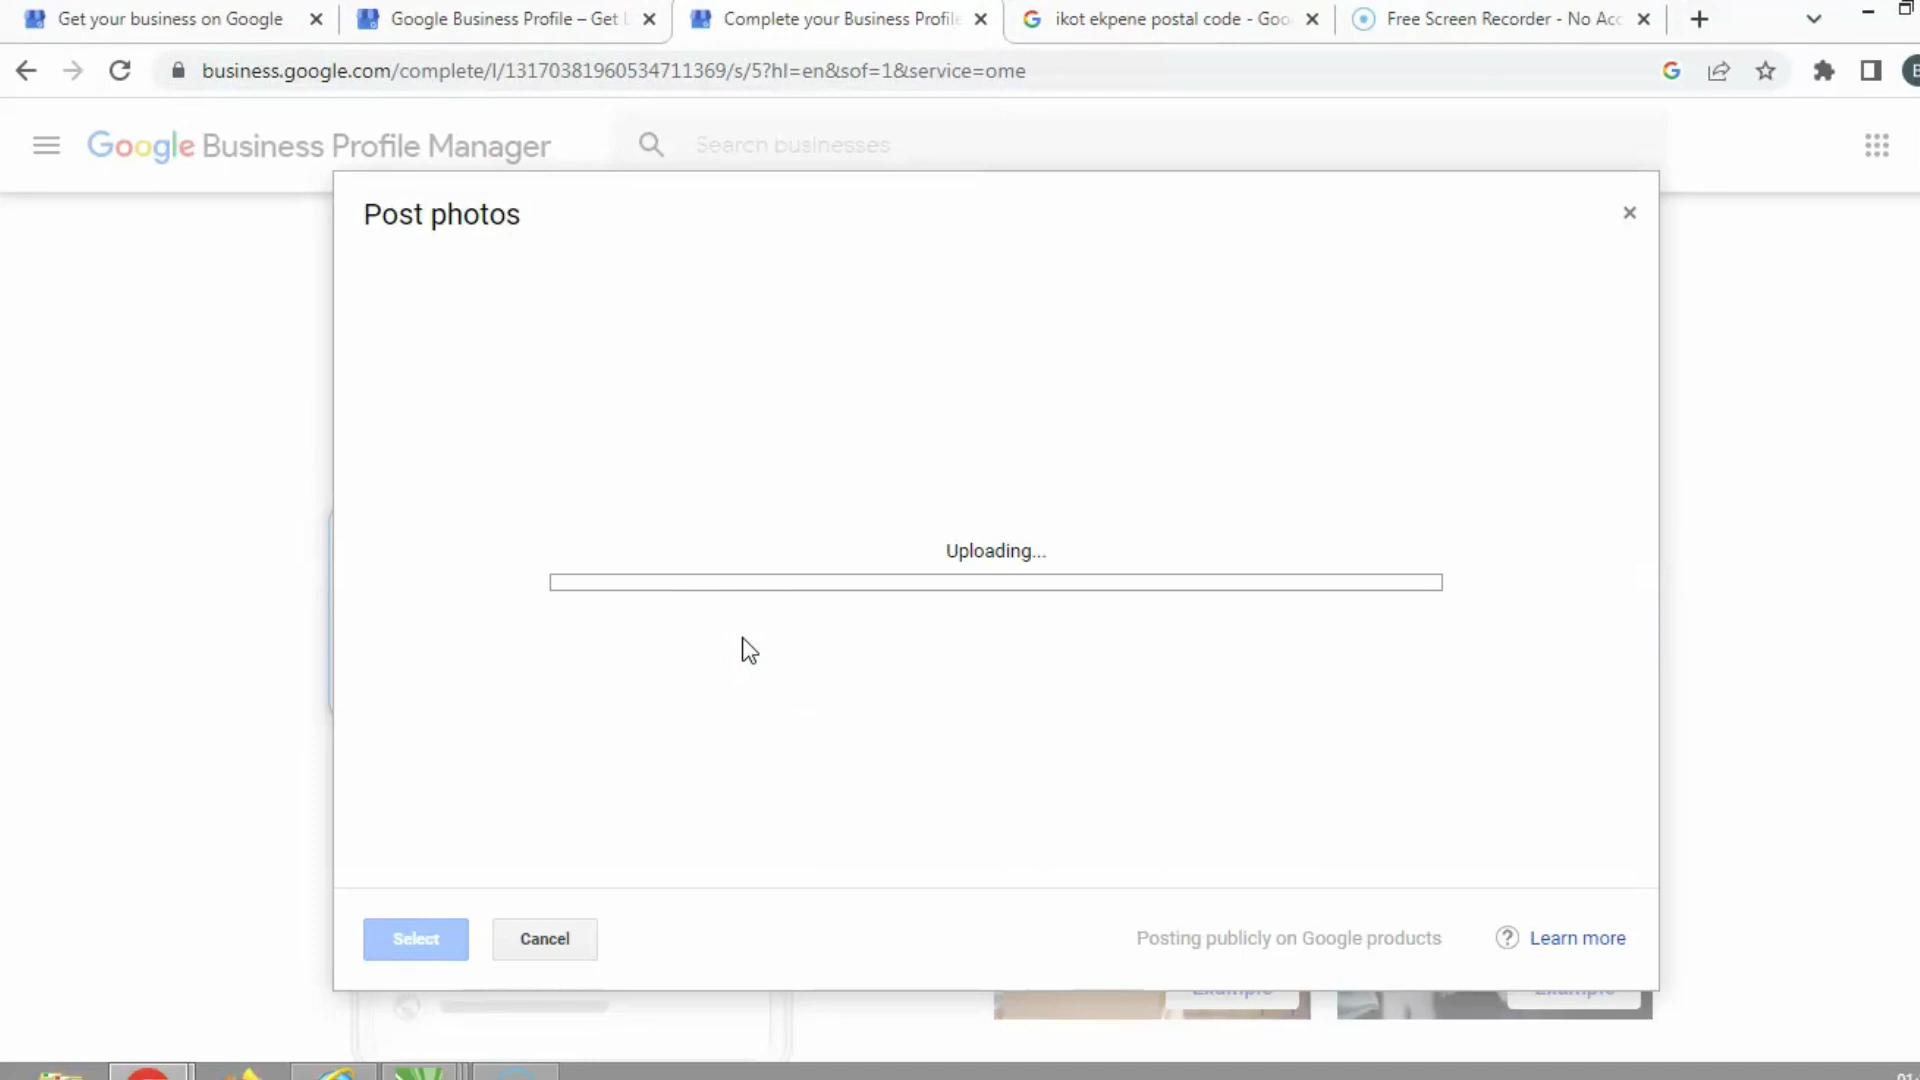 Get your business on Google
Google Business Profile – Get L
Complete your Business Profile
ikot ekpene postal code - Goo
Free Screen Recorder - No Acc
business.google.com/complete/l/13170381960534711369/s/5?hl=en&sof=1&service=ome
Google Business Profile Manager
Search businesses
Post photos
Uploading...
Select
Cancel
Posting publicly on Google products
? Learn more
Example
Example